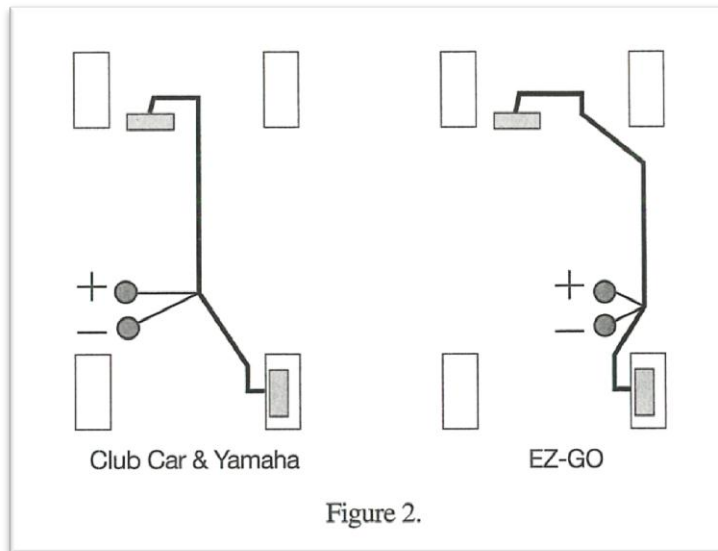 + +
− −
Club Car & Yamaha EZ-GO
Figure 2.